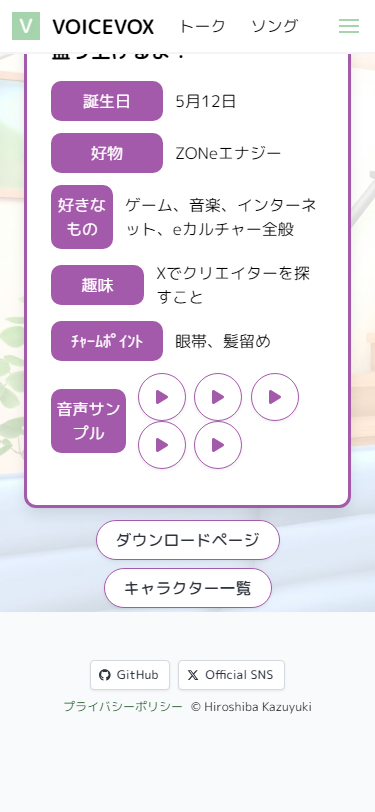 V VOICEVOX トーク ソング
盛り上げるよ！
誕生日 5月12日
好物 ZONeエナジー
好きな
もの
ゲーム、音楽、インターネ
ット、eカルチャー全般
趣味
Xでクリエイターを探
すこと
ﾁｬｰﾑﾎﾟｲﾝﾄ 眼帯、髪留め
音声サン
プル
ダウンロードページ
キャラクター一覧
GitHub Official SNS
プライバシーポリシー © Hiroshiba Kazuyuki